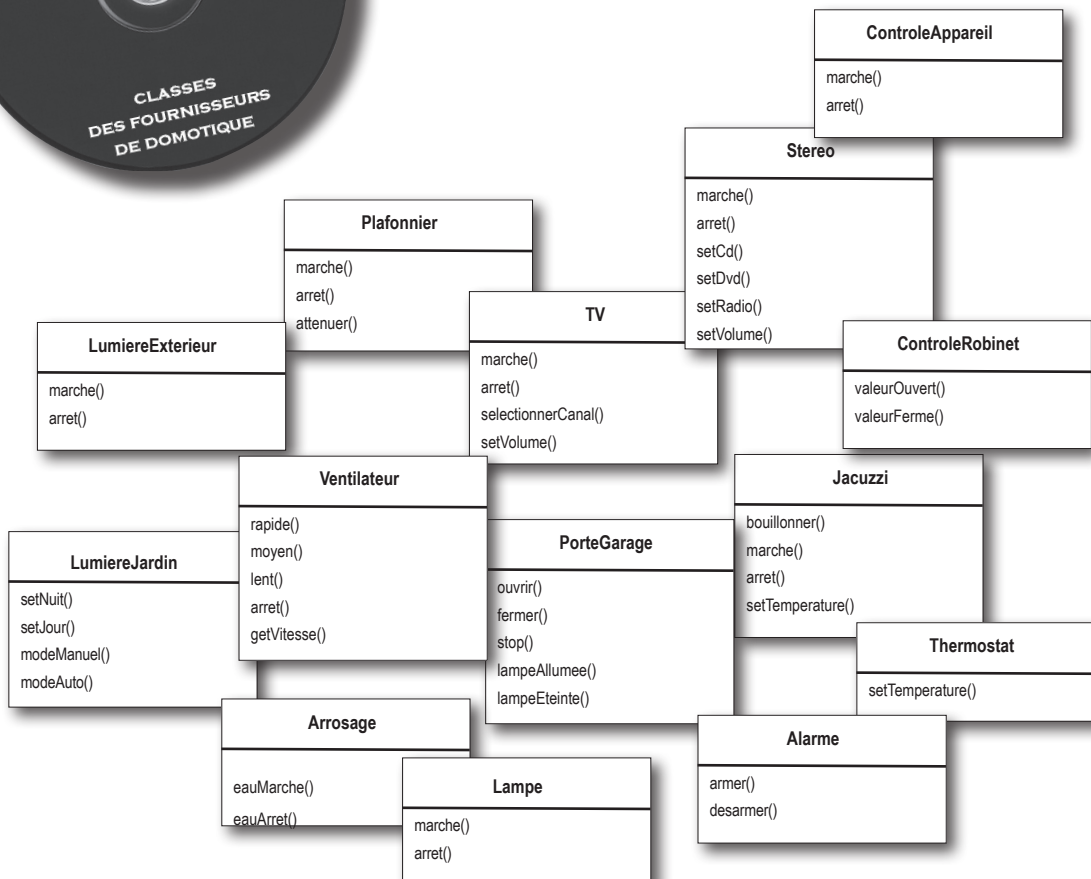 CLASSES
DES FOURNISSEURS
DE DOMOTIQUE
ControleAppareil
marche()
arret()
Stereo
marche()
arret()
setCd()
setDvd()
setRadio()
setVolume()
Plafonnier
marche()
arret()
attenuer()
TV
marche()
arret()
selectionnerCanal()
setVolume()
LumiereExterieur
marche()
arret()
ControleRobinet
valeurOuvert()
valeurFerme()
Ventilateur
rapide()
moyen()
lent()
arret()
getVitesse()
Jacuzzi
bouillonner()
marche()
arret()
setTemperature()
LumiereJardin
setNuit()
setJour()
modeManuel()
modeAuto()
PorteGarage
ouvrir()
fermer()
stop()
lampeAllumee()
lampeEteinte()
Thermostat
setTemperature()
Arrosage
eauMarche()
eauArret()
Lampe
marche()
arret()
Alarme
armer()
desarmer()